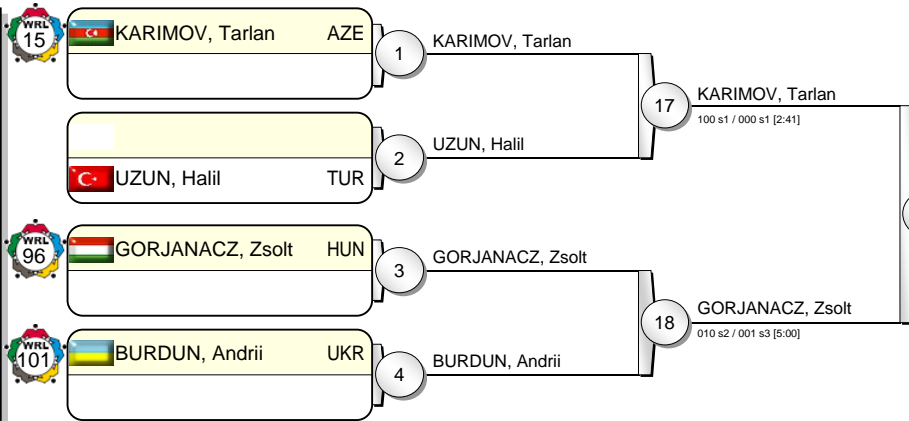 WRL
15
KARIMOV, Tarlan AZE
1
KARIMOV, Tarlan
17
KARIMOV, Tarlan
100 s1 / 000 s1 [2:41]
2
UZUN, Halil
UZUN, Halil TUR
WRL
96
GORJANACZ, Zsolt HUN
3
GORJANACZ, Zsolt
18
GORJANACZ, Zsolt
010 s2 / 001 s3 [5:00]
WRL
101
BURDUN, Andrii UKR
4
BURDUN, Andrii